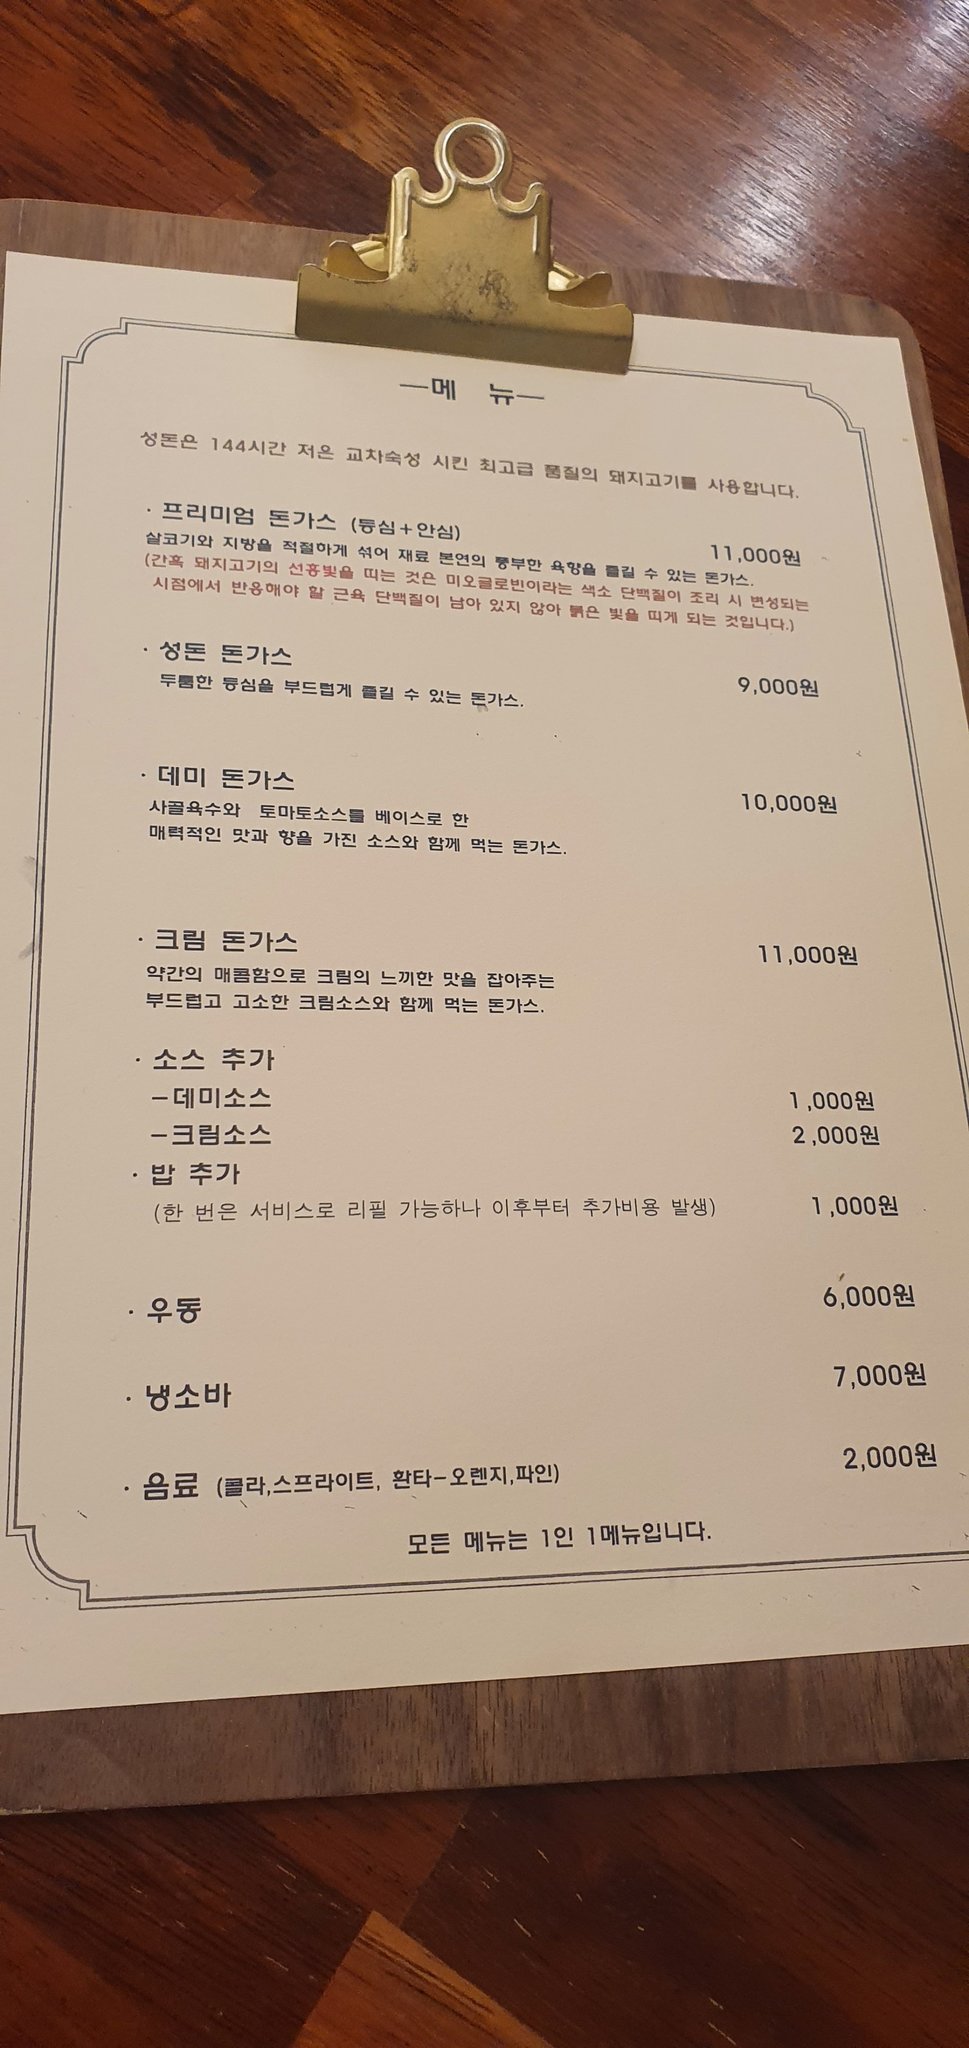 —메 뉴—
성돈은 144시간 저온 교차숙성 시킨 최고급 품질의 돼지고기를 사용합니다.
· 프리미엄 돈가스 (등심+안심)
11,000원
살코기와 지방을 적절하게 섞어 재료 본연의 풍부한 육향을 즐길 수 있는 돈가스.
(간혹 돼지고기의 선홍빛을 띠는 것은 미오글로빈이라는 색소 단백질이 조리 시 변성되는
시점에서 반응해야 할 근육 단백질이 남아 있지 않아 붉은 빛을 띠게 되는 것입니다.)
· 성돈 돈가스
9,000원
두툼한 등심을 부드럽게 즐길 수 있는 돈가스.
· 데미 돈가스
10,000원
사골육수와 토마토소스를 베이스로 한
매력적인 맛과 향을 가진 소스와 함께 먹는 돈가스.
· 크림 돈가스
11,000원
약간의 매콤함으로 크림의 느끼한 맛을 잡아주는
부드럽고 고소한 크림소스와 함께 먹는 돈가스.
· 소스 추가
-데미소스 1,000원
-크림소스 2,000원
· 밥 추가
(한 번은 서비스로 리필 가능하나 이후부터 추가비용 발생) 1,000원
· 우동 6,000원
· 냉소바 7,000원
· 음료 (콜라,스프라이트, 환타-오렌지,파인) 2,000원
모든 메뉴는 1인 1메뉴입니다.